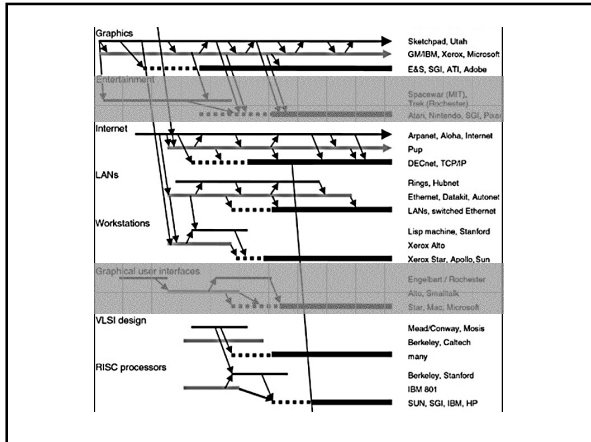 Graphics
Sketchpad, Utah
GM/IBM, Xerox, Microsoft
E&S, SGI, ATI, Adobe
Entertainment
Spacewar (MIT),
Trek (Rochester)
Atari, Nintendo, SGI, Pixar
Internet
Arpanet, Aloha, Internet
Pup
DECnet, TCP/IP
LANs
Rings, Hubnet
Ethernet, Datakit, Autonet
LANs, switched Ethernet
Workstations
Lisp machine, Stanford
Xerox Alto
Xerox Star, Apollo, Sun
Graphical user interfaces
Engelbart / Rochester
Alto, Smalltalk
Star, Mac, Microsoft
VLSI design
Mead/Conway, Mosis
Berkeley, Caltech
many
RISC processors
Berkeley, Stanford
IBM 801
SUN, SGI, IBM, HP